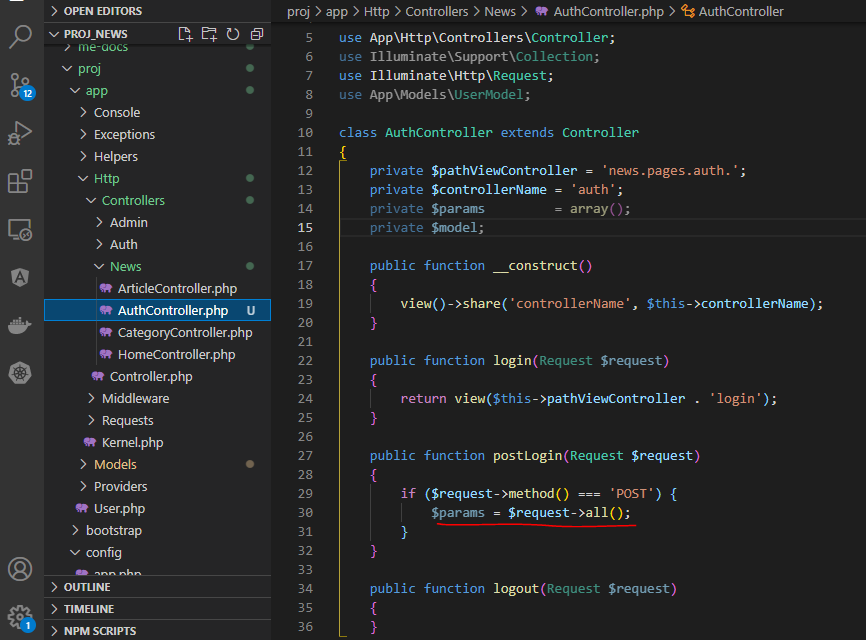 OPEN EDITORS
PROJ_NEWS
me-docs
proj
app
Console
Exceptions
Helpers
Http
Controllers
Admin
Auth
News
ArticleController.php
AuthController.php U
CategoryController.php
HomeController.php
Controller.php
Middleware
Requests
Kernel.php
Models
Providers
User.php
bootstrap
config
app.php
OUTLINE
TIMELINE
NPM SCRIPTS
12
1
proj > app > Http > Controllers > News > AuthController.php > AuthController
5 use App\Http\Controllers\Controller;
6 use Illuminate\Support\Collection;
7 use Illuminate\Http\Request;
8 use App\Models\UserModel;
9
10 class AuthController extends Controller
11 {
12     private $pathViewController = 'news.pages.auth.';
13     private $controllerName = 'auth';
14     private $params         = array();
15     private $model;
16
17     public function __construct()
18     {
19         view()->share('controllerName', $this->controllerName);
20     }
21
22     public function login(Request $request)
23     {
24         return view($this->pathViewController . 'login');
25     }
26
27     public function postLogin(Request $request)
28     {
29         if ($request->method() === 'POST') {
30             $params = $request->all();
31         }
32     }
33
34     public function logout(Request $request)
35     {
36     }